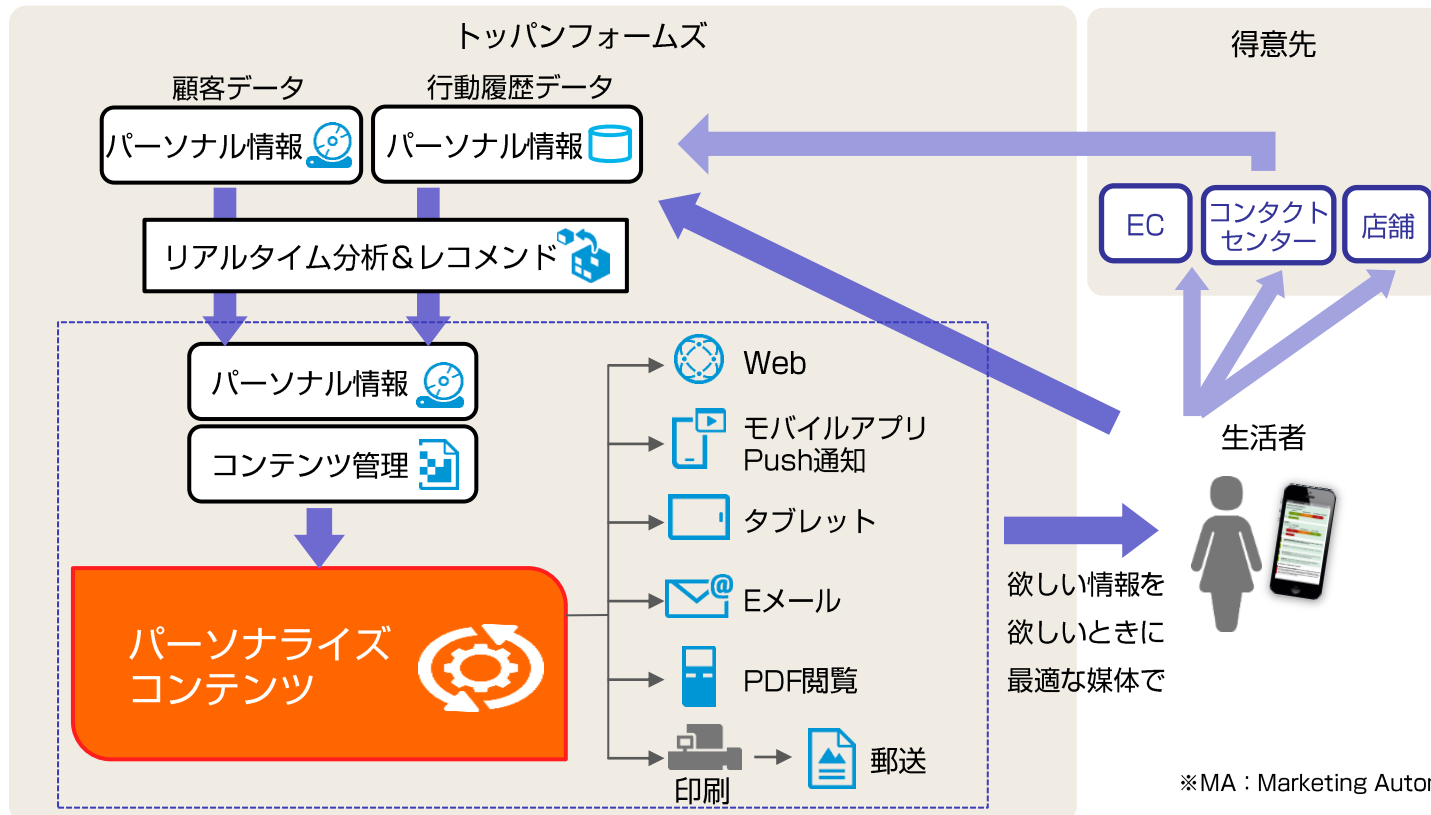 トッパンフォームズ
得意先
顧客データ
行動履歴データ
パーソナル情報
パーソナル情報
EC
コンタクト
センター
店舗
リアルタイム分析&レコメンド
パーソナル情報
コンテンツ管理
パーソナライズ
コンテンツ
Web
モバイルアプリ
Push通知
タブレット
Eメール
@
PDF閲覧
印刷
郵送
生活者
欲しい情報を
欲しいときに
最適な媒体で
※MA：Marketing Autom